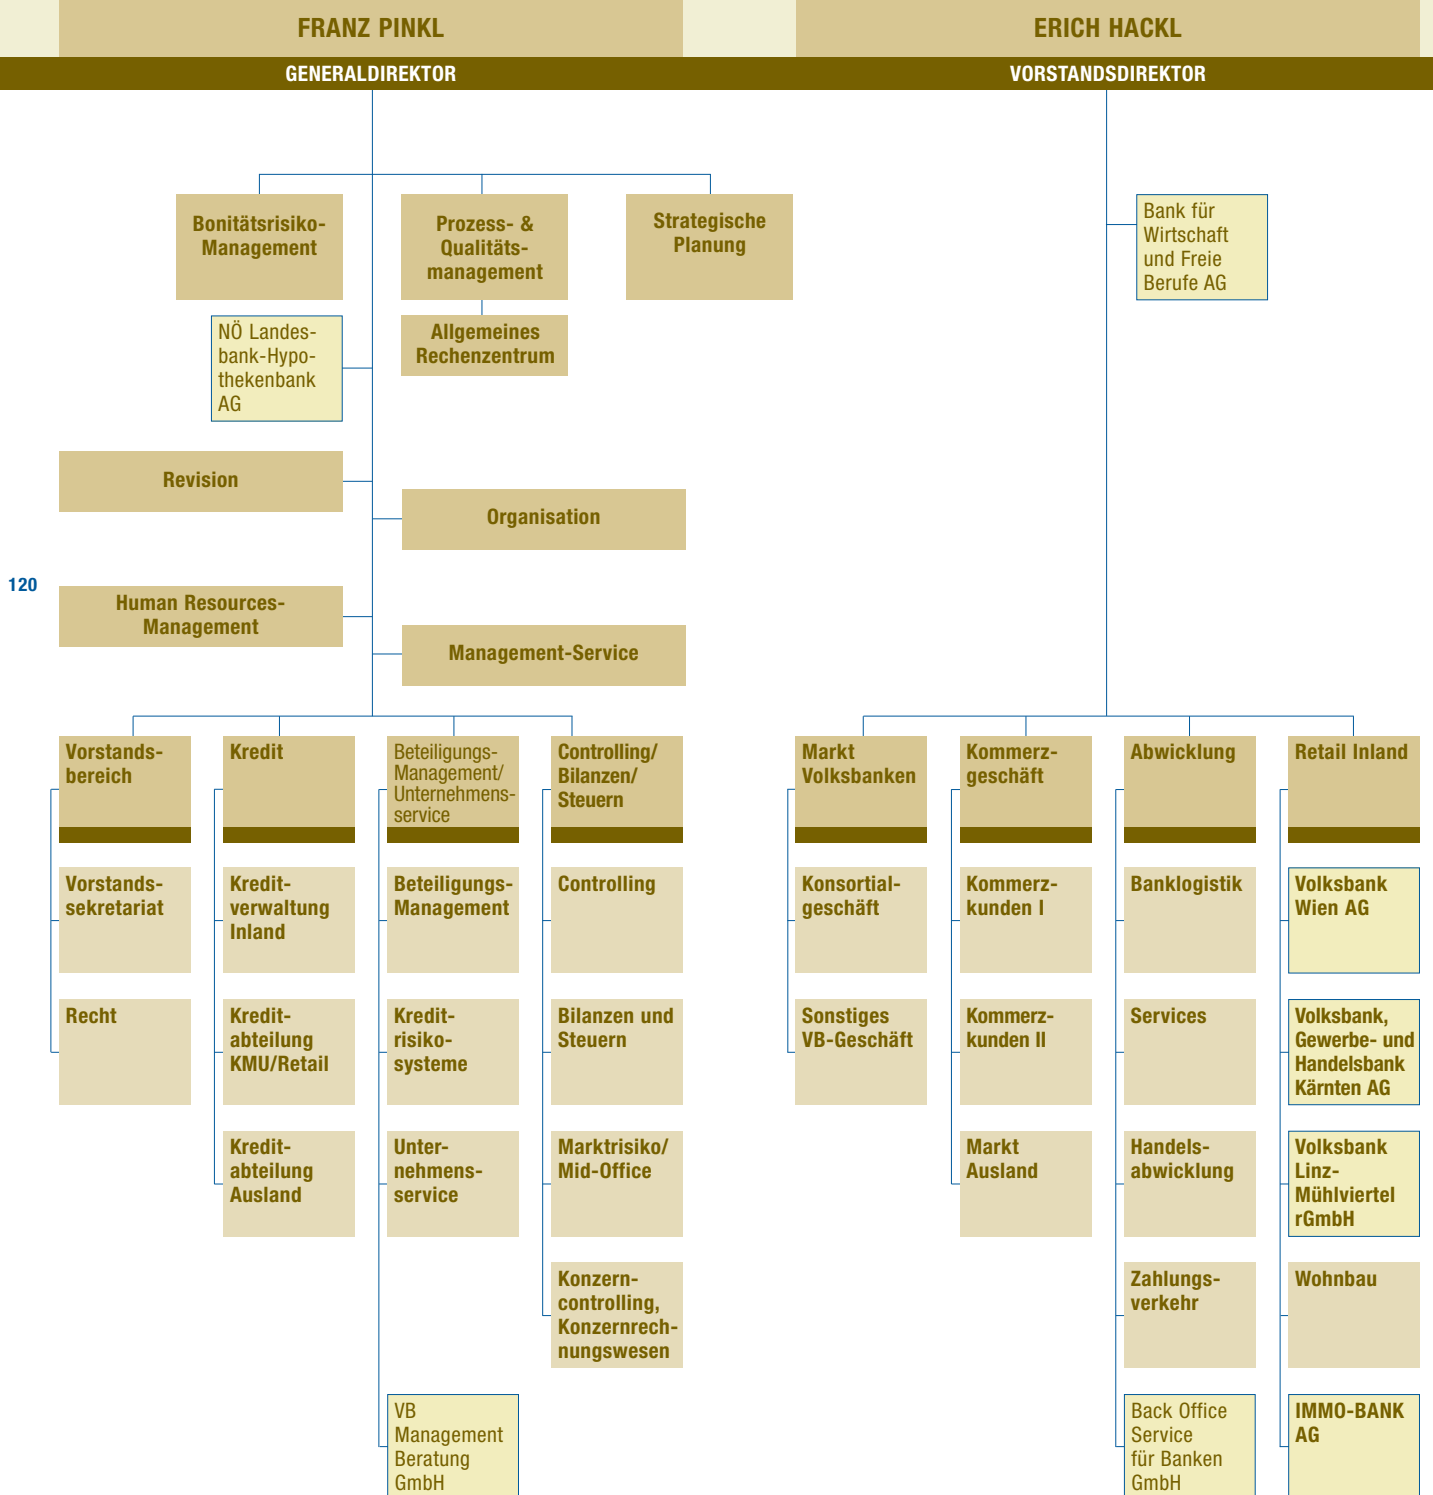 FRANZ PINKL
GENERALDIREKTOR
Bonitätsrisiko-
Management
Prozess- &
Qualitäts-
management
Strategische
Planung
NÖ Landes-
bank-Hypo-
thekenbank
AG
Allgemeines
Rechenzentrum
Revision
Organisation
120
Human Resources-
Management
Management-Service
Vorstands-
bereich
Vorstands-
sekretariat
Recht
Kredit
Kredit-
verwaltung
Inland
Kredit-
abteilung
KMU/Retail
Kredit-
abteilung
Ausland
Beteiligungs-
Management/
Unternehmens-
service
Beteiligungs-
Management
Kredit-
risiko-
systeme
Unter-
nehmens-
service
VB
Management
Beratung
GmbH
Controlling/
Bilanzen/
Steuern
Controlling
Bilanzen und
Steuern
Marktrisiko/
Mid-Office
Konzern-
controlling,
Konzernrech-
nungswesen
ERICH HACKL
VORSTANDSDIREKTOR
Bank für
Wirtschaft
und Freie
Berufe AG
Markt
Volksbanken
Konsortial-
geschäft
Sonstiges
VB-Geschäft
Kommerz-
geschäft
Kommerz-
kunden I
Kommerz-
kunden II
Markt
Ausland
Abwicklung
Banklogistik
Services
Handels-
abwicklung
Zahlungs-
verkehr
Back Office
Service
für Banken
GmbH
Retail Inland
Volksbank
Wien AG
Volksbank,
Gewerbe- und
Handelsbank
Kärnten AG
Volksbank
Linz-
Mühlviertel
rGmbH
Wohnbau
IMMO-BANK
AG